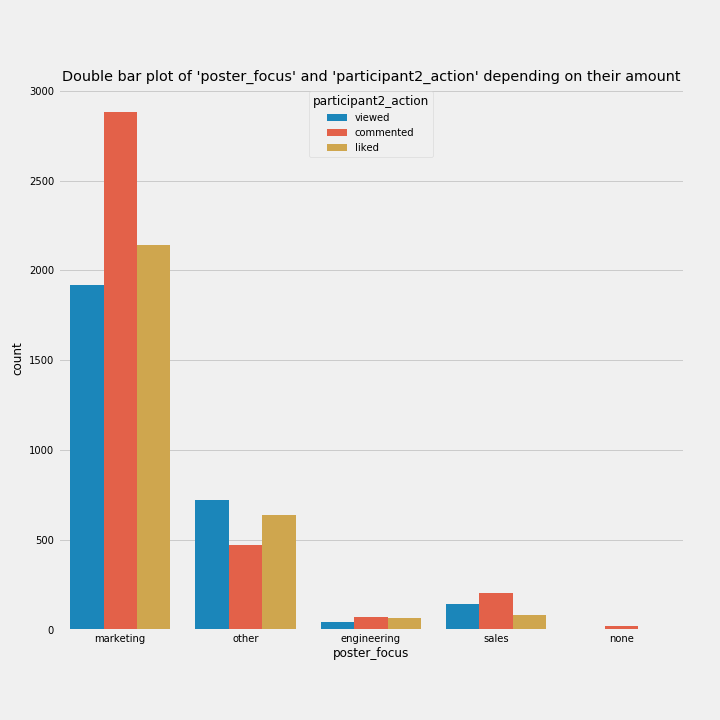 Double bar plot of 'poster_focus' and 'participant2_action' depending on their amount
participant2_action
viewed
commented
liked
3000
2500
2000
1500
1000
500
0
count
marketing other engineering sales none
poster_focus